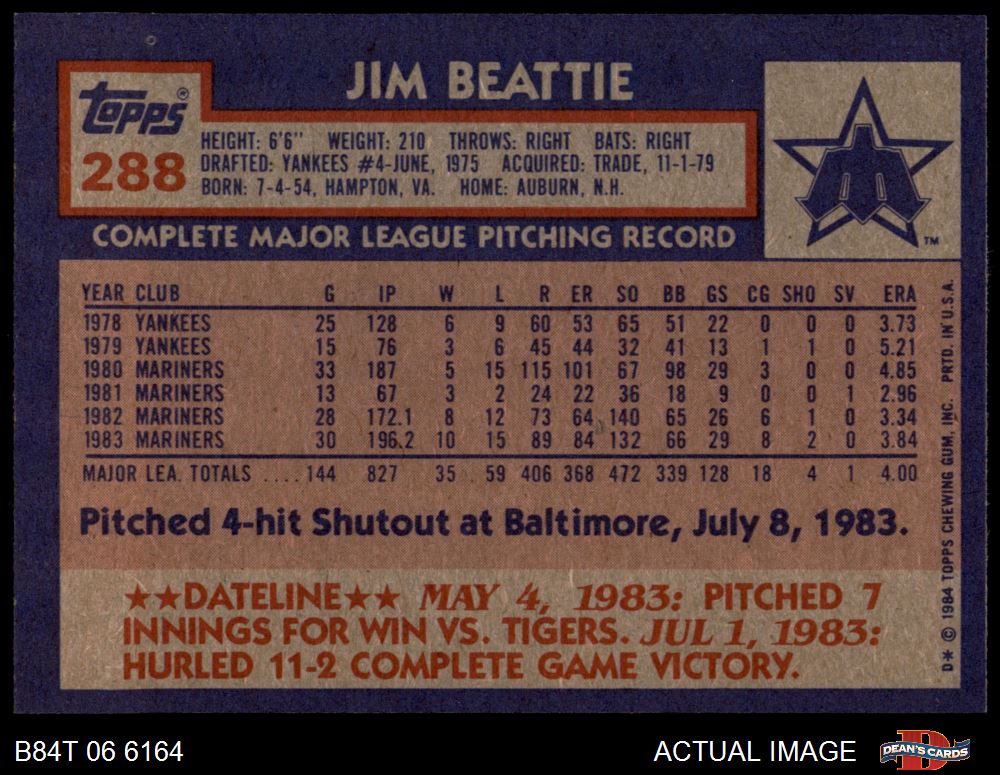 JIM BEATTIE
Topps®
288
HEIGHT: 6'6" WEIGHT: 210 THROWS: RIGHT BATS: RIGHT
DRAFTED: YANKEES #4-JUNE, 1975 ACQUIRED: TRADE, 11-1-79
BORN: 7-4-54, HAMPTON, VA. HOME: AUBURN, N.H.
TM
COMPLETE MAJOR LEAGUE PITCHING RECORD
YEAR CLUB G IP W L R ER SO BB GS CG SHO SV ERA
1978 YANKEES 25 128 6 9 60 53 65 51 22 0 0 0 3.73
1979 YANKEES 15 76 3 6 45 44 32 41 13 1 1 0 5.21
1980 MARINERS 33 187 5 15 115 101 67 98 29 3 0 0 4.85
1981 MARINERS 13 67 3 2 24 22 36 18 9 0 0 1 2.96
1982 MARINERS 28 172.1 8 12 73 64 140 65 26 6 1 0 3.34
1983 MARINERS 30 196.2 10 15 89 84 132 66 29 8 2 0 3.84
MAJOR LEA. TOTALS ....144 827 35 59 406 368 472 339 128 18 4 1 4.00
Pitched 4-hit Shutout at Baltimore, July 8, 1983.
★★DATELINE★★ MAY 4, 1983: PITCHED 7
INNINGS FOR WIN VS. TIGERS. JUL 1, 1983:
HURLED 11-2 COMPLETE GAME VICTORY.
D* © 1984 TOPPS CHEWING GUM, INC. PRTD. IN U.S.A.
B84T 06 6164
ACTUAL IMAGE
D
DEAN'S CARDS